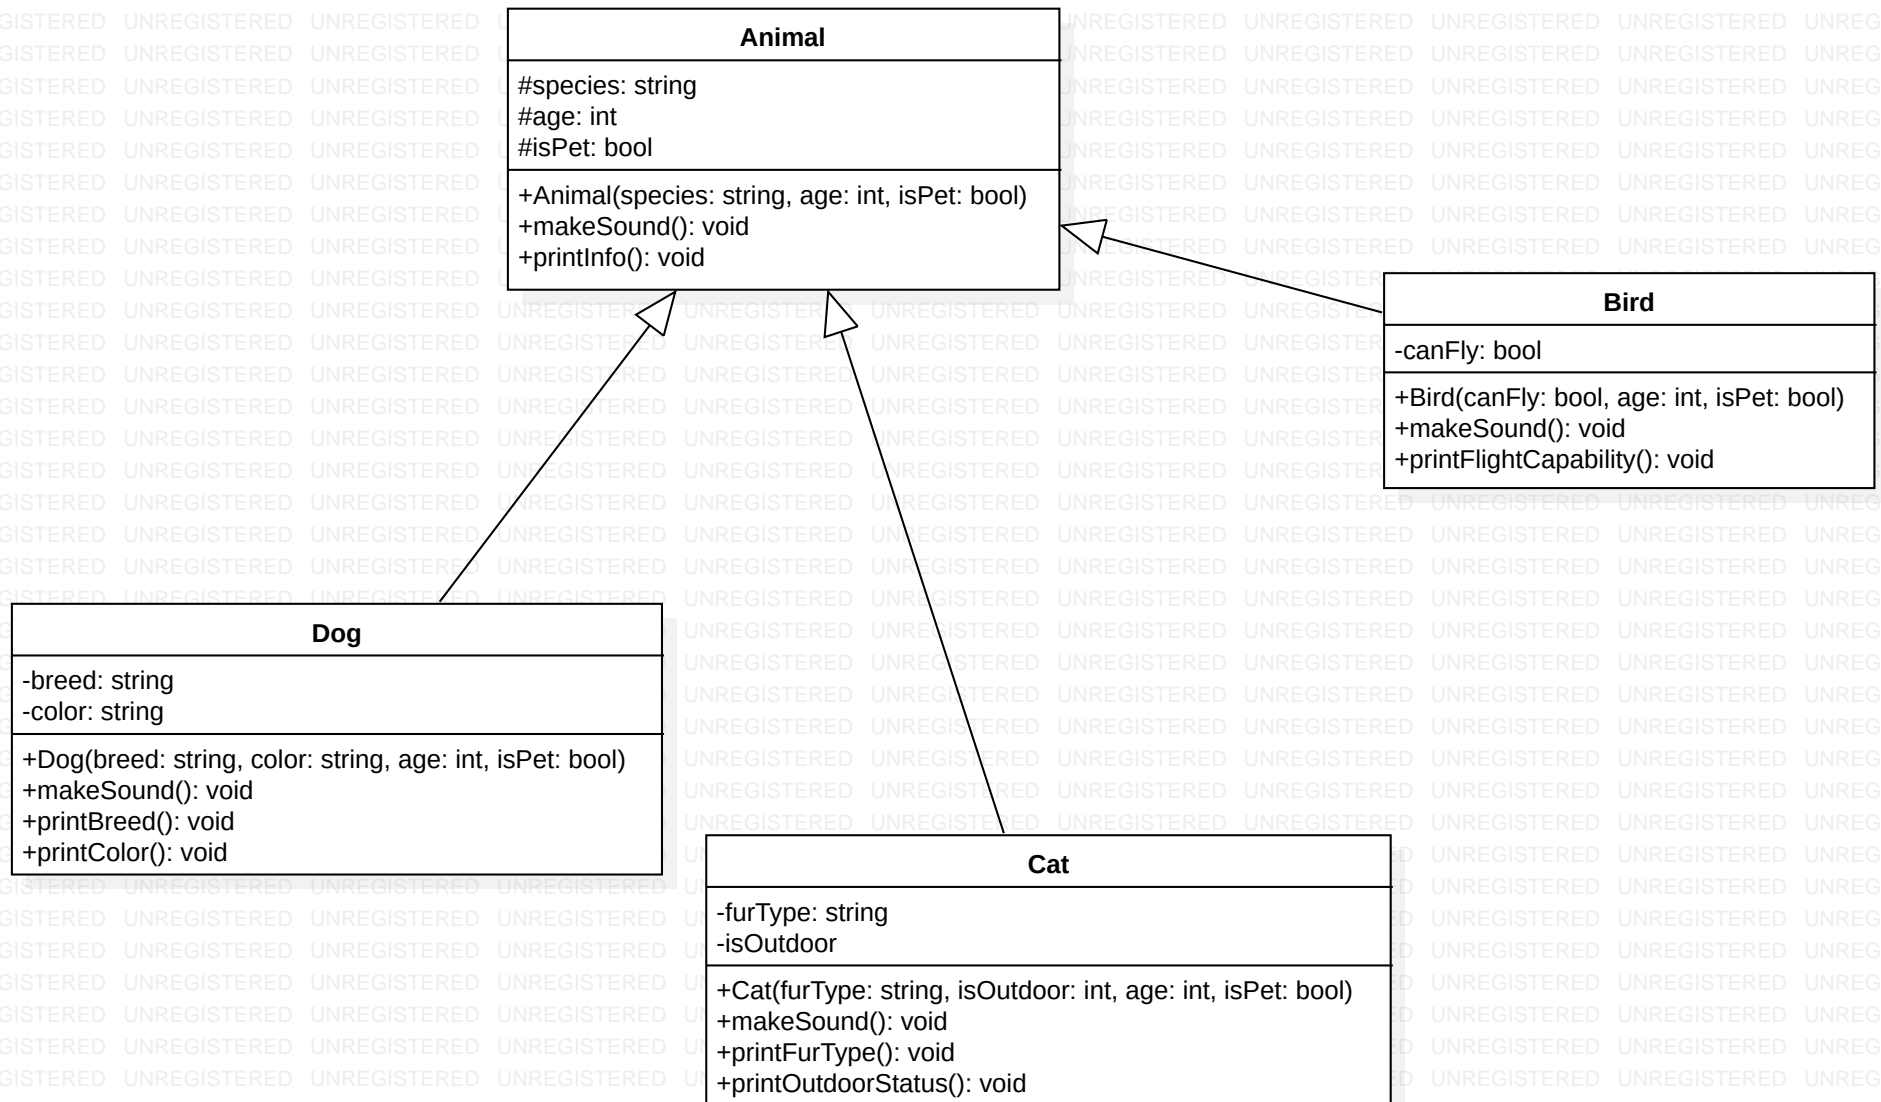 Animal
#species: string
#age: int
#isPet: bool
+Animal(species: string, age: int, isPet: bool)
+makeSound(): void
+printInfo(): void
Bird
-canFly: bool
+Bird(canFly: bool, age: int, isPet: bool)
+makeSound(): void
+printFlightCapability(): void
Dog
-breed: string
-color: string
+Dog(breed: string, color: string, age: int, isPet: bool)
+makeSound(): void
+printBreed(): void
+printColor(): void
Cat
-furType: string
-isOutdoor
+Cat(furType: string, isOutdoor: int, age: int, isPet: bool)
+makeSound(): void
+printFurType(): void
+printOutdoorStatus(): void
UNREGISTERED